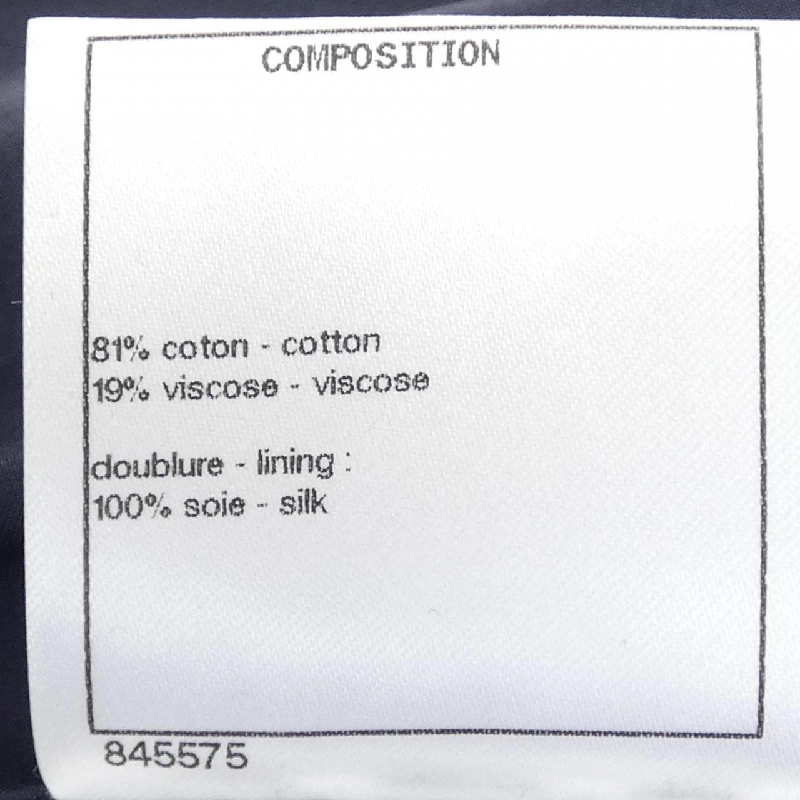 COMPOSITION
81% coton - cotton
19% viscose - viscose
doublure - lining :
100% soie - silk
845575